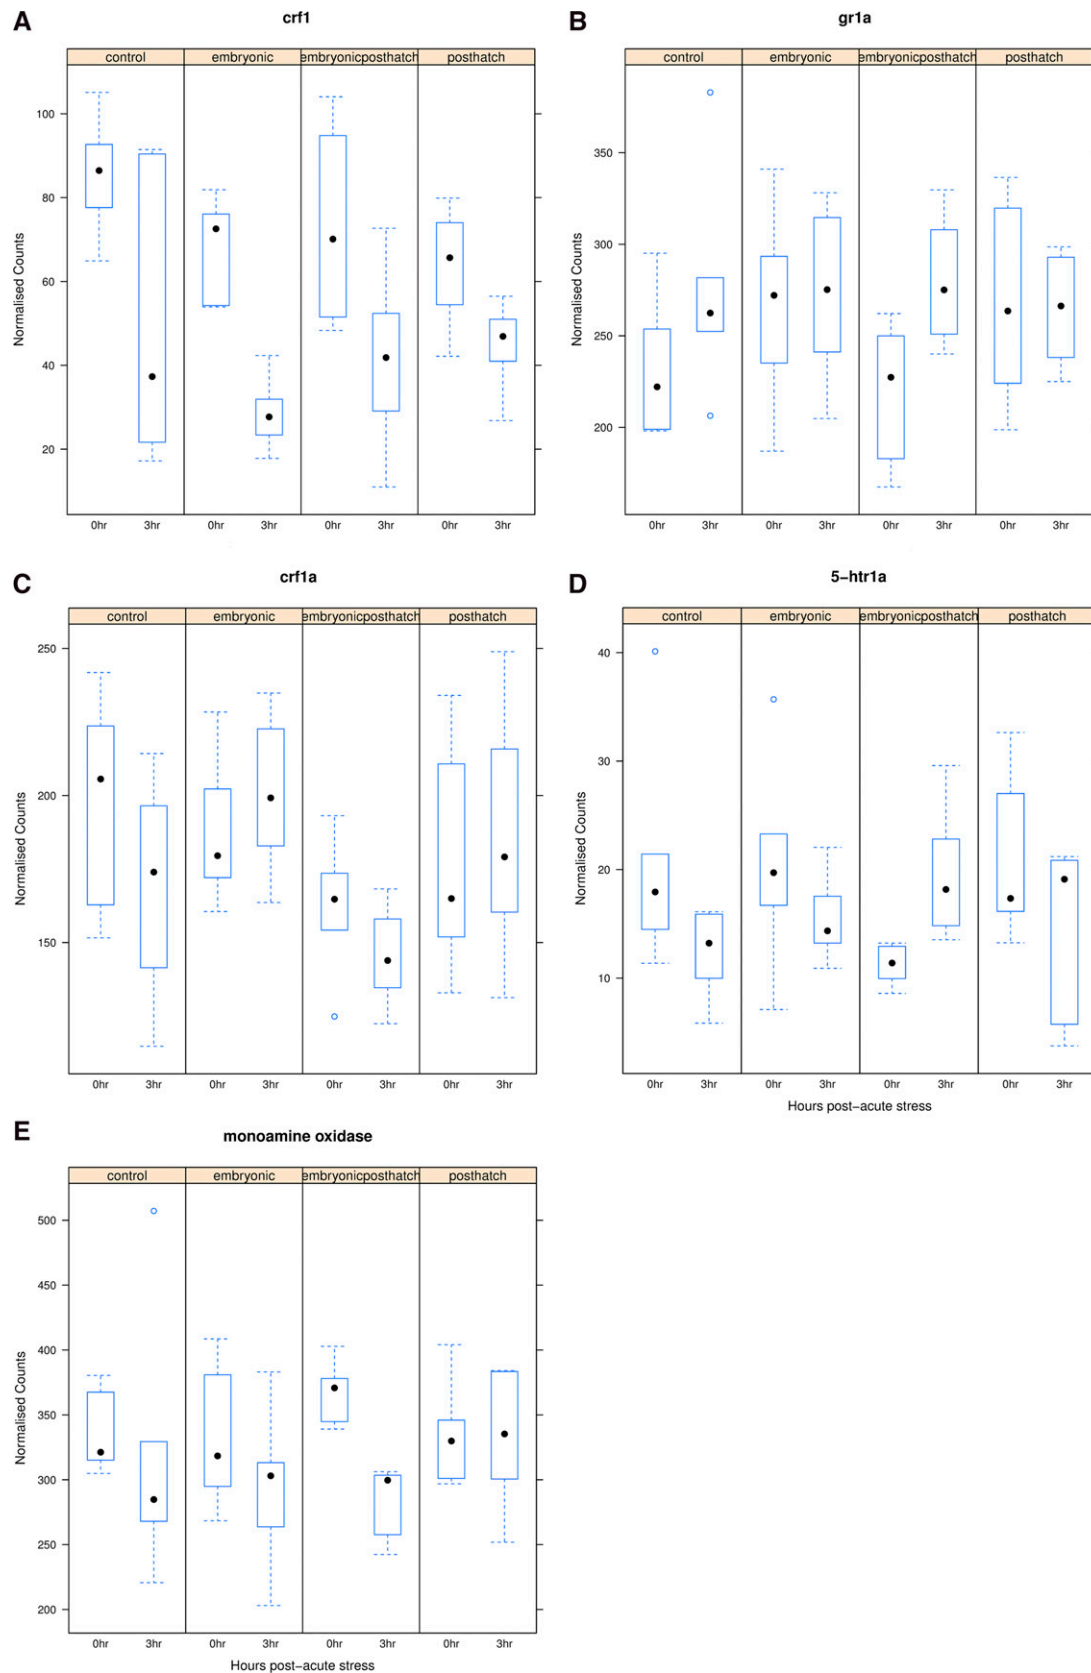 A
crf1
control embryonic embryonicposthatch posthatch
Normalised Counts
100
80
60
40
20
0hr 3hr 0hr 3hr 0hr 3hr 0hr 3hr
B
gr1a
control embryonic embryonicposthatch posthatch
Normalised Counts
350
300
250
200
0hr 3hr 0hr 3hr 0hr 3hr 0hr 3hr
C
crf1a
control embryonic embryonicposthatch posthatch
Normalised Counts
250
200
150
0hr 3hr 0hr 3hr 0hr 3hr 0hr 3hr
D
5-htr1a
control embryonic embryonicposthatch posthatch
Normalised Counts
40
30
20
10
0hr 3hr 0hr 3hr 0hr 3hr 0hr 3hr
Hours post-acute stress
E
monoamine oxidase
control embryonic embryonicposthatch posthatch
Normalised Counts
500
450
400
350
300
250
200
0hr 3hr 0hr 3hr 0hr 3hr 0hr 3hr
Hours post-acute stress